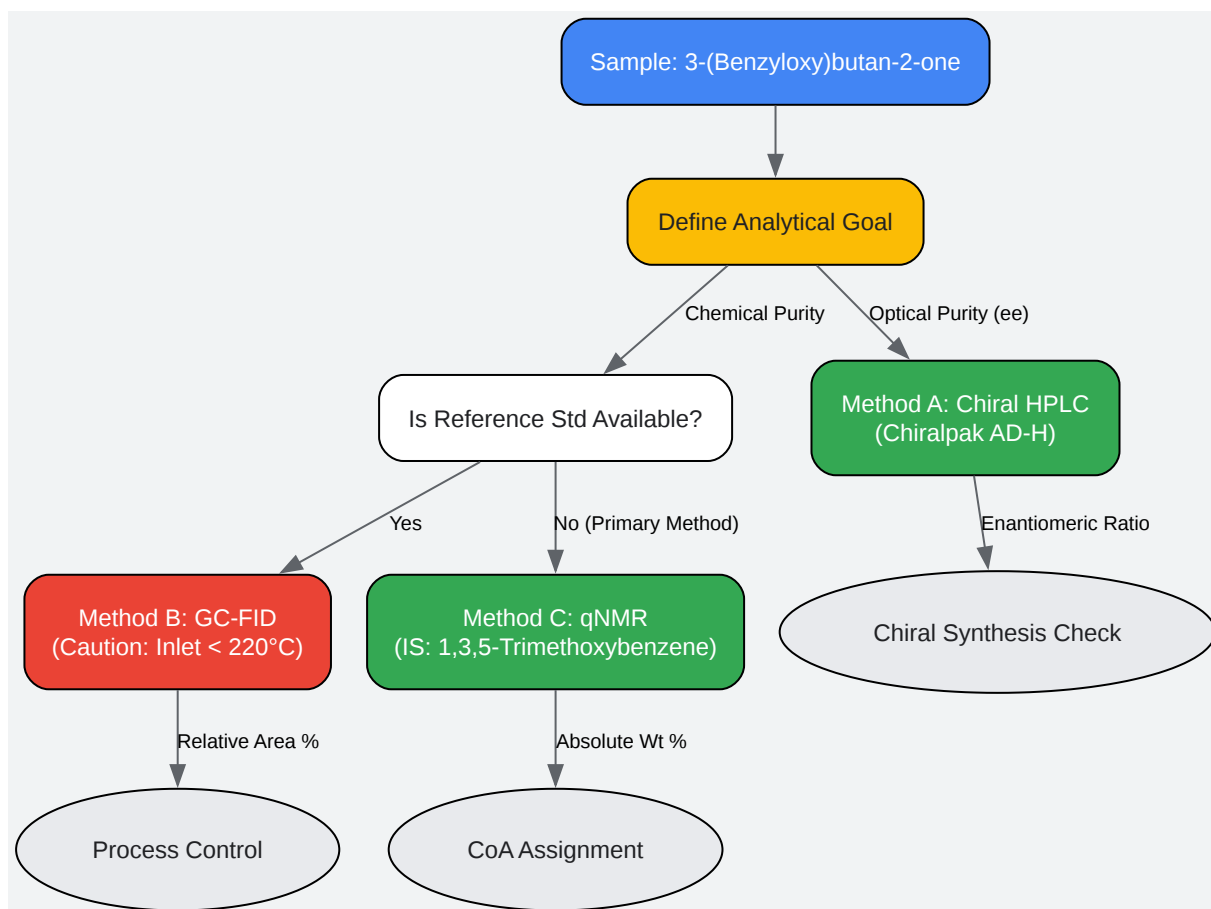 Sample: 3-(Benzyloxy)butan-2-one
Define Analytical Goal
Chemical Purity
Optical Purity (ee)
Is Reference Std Available?
Method A: Chiral HPLC
(Chiralpak AD-H)
Yes
No (Primary Method)
Enantiomeric Ratio
Method B: GC-FID
(Caution: Inlet < 220°C)
Method C: qNMR
(IS: 1,3,5-Trimethoxybenzene)
Chiral Synthesis Check
Relative Area %
Absolute Wt %
Process Control
CoA Assignment